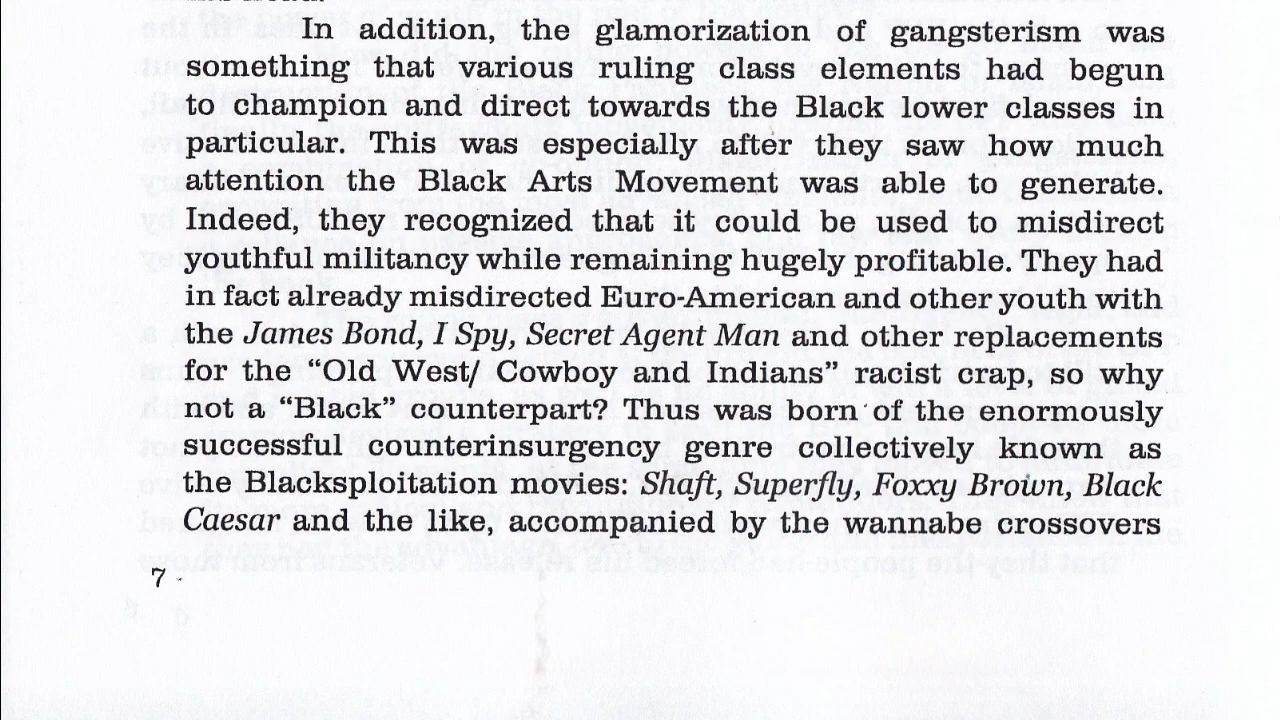 In addition, the glamorization of gangsterism was
something that various ruling class elements had begun
to champion and direct towards the Black lower classes in
particular. This was especially after they saw how much
attention the Black Arts Movement was able to generate.
Indeed, they recognized that it could be used to misdirect
youthful militancy while remaining hugely profitable. They had
in fact already misdirected Euro-American and other youth with
the James Bond, I Spy, Secret Agent Man and other replacements
for the “Old West/ Cowboy and Indians” racist crap, so why
not a “Black” counterpart? Thus was born of the enormously
successful counterinsurgency genre collectively known as
the Blacksploitation movies: Shaft, Superfly, Foxxy Brown, Black
Caesar and the like, accompanied by the wannabe crossovers
7